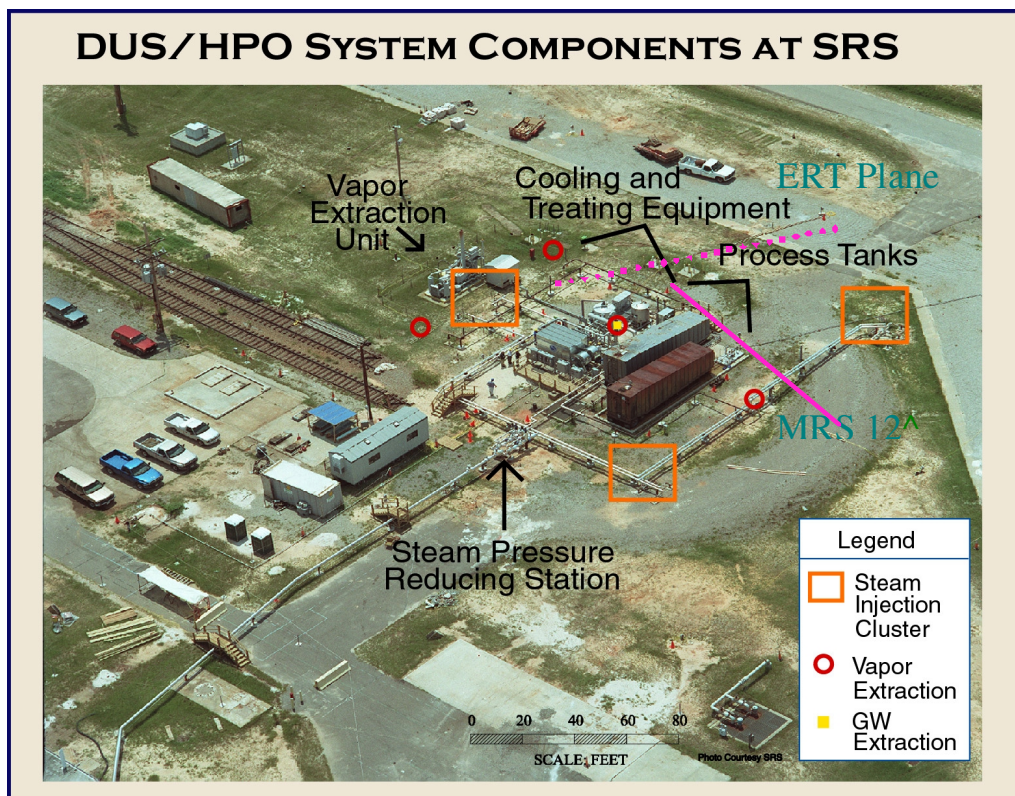 DUS/HPO SYSTEM COMPONENTS AT SRS
ERT Plane
Vapor
Extraction
Unit
Cooling and
Treating Equipment
Process Tanks
MRS 12^
Steam Pressure
Reducing Station
Legend
Steam
Injection
Cluster
Vapor
Extraction
GW
Extraction
0 20 40 60 80
SCALE: FEET
Photo Courtesy SRS